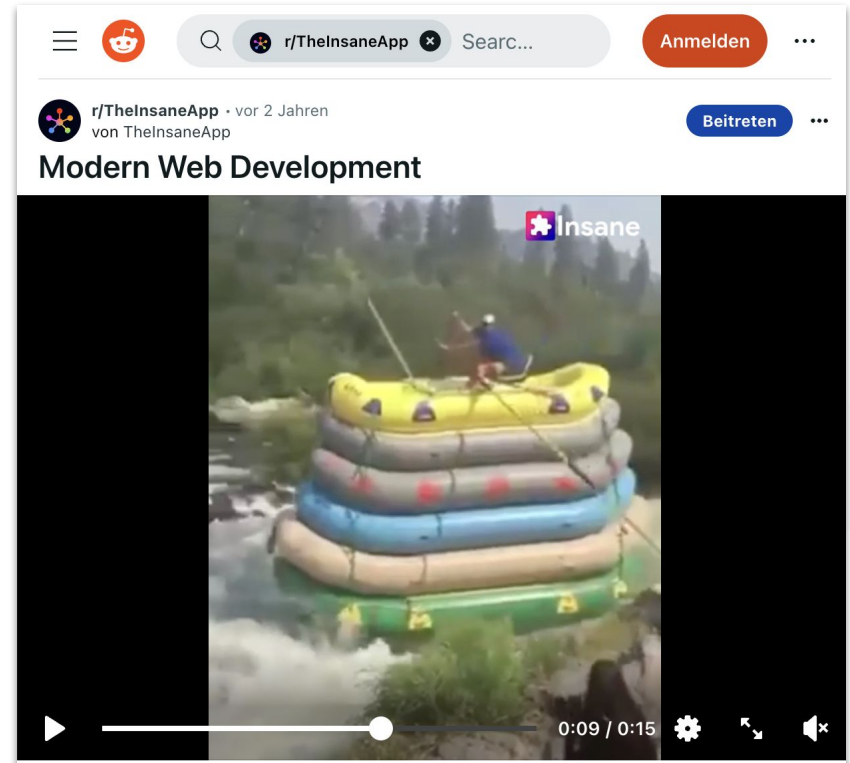 r/TheInsaneApp Searc... Anmelden
r/TheInsaneApp · vor 2 Jahren
von TheInsaneApp
Beitreten
Modern Web Development
Insane
0:09 / 0:15